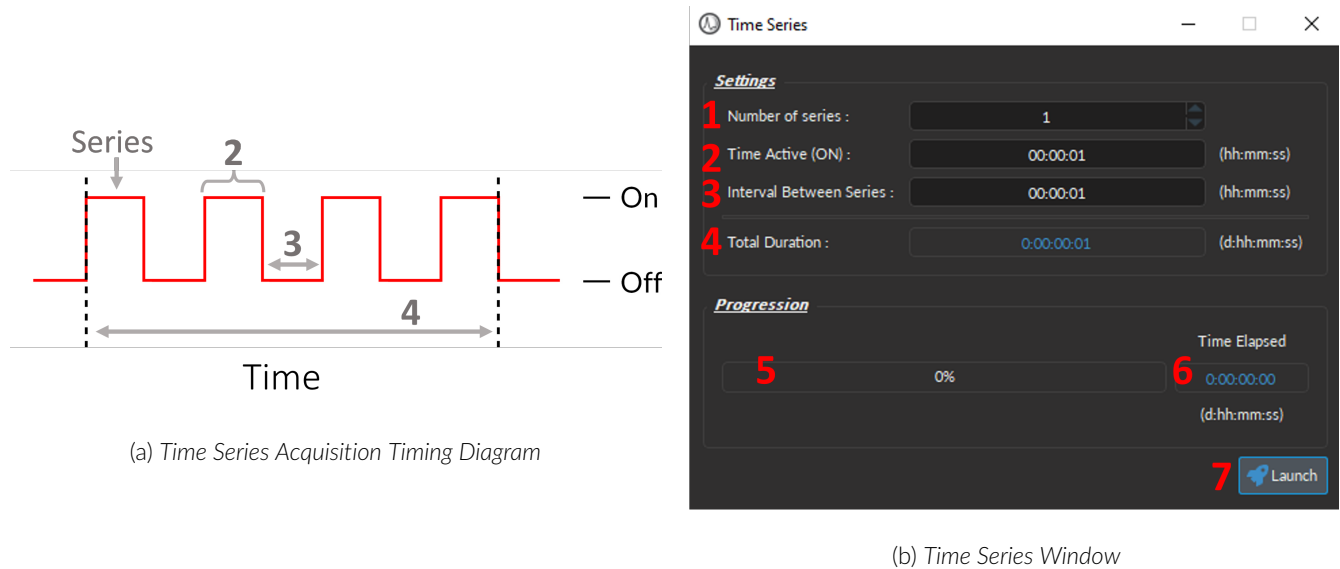 Series
2
On
3
Off
4
Time
(a) Time Series Acquisition Timing Diagram
Time Series
Settings
1 Number of series : 1
2 Time Active (ON) : 00:00:01 (hh:mm:ss)
3 Interval Between Series : 00:00:01 (hh:mm:ss)
4 Total Duration : 0:00:00:01 (d:hh:mm:ss)
Progression
Time Elapsed
5 0% 6 0:00:00:00
(d:hh:mm:ss)
7 Launch
(b) Time Series Window